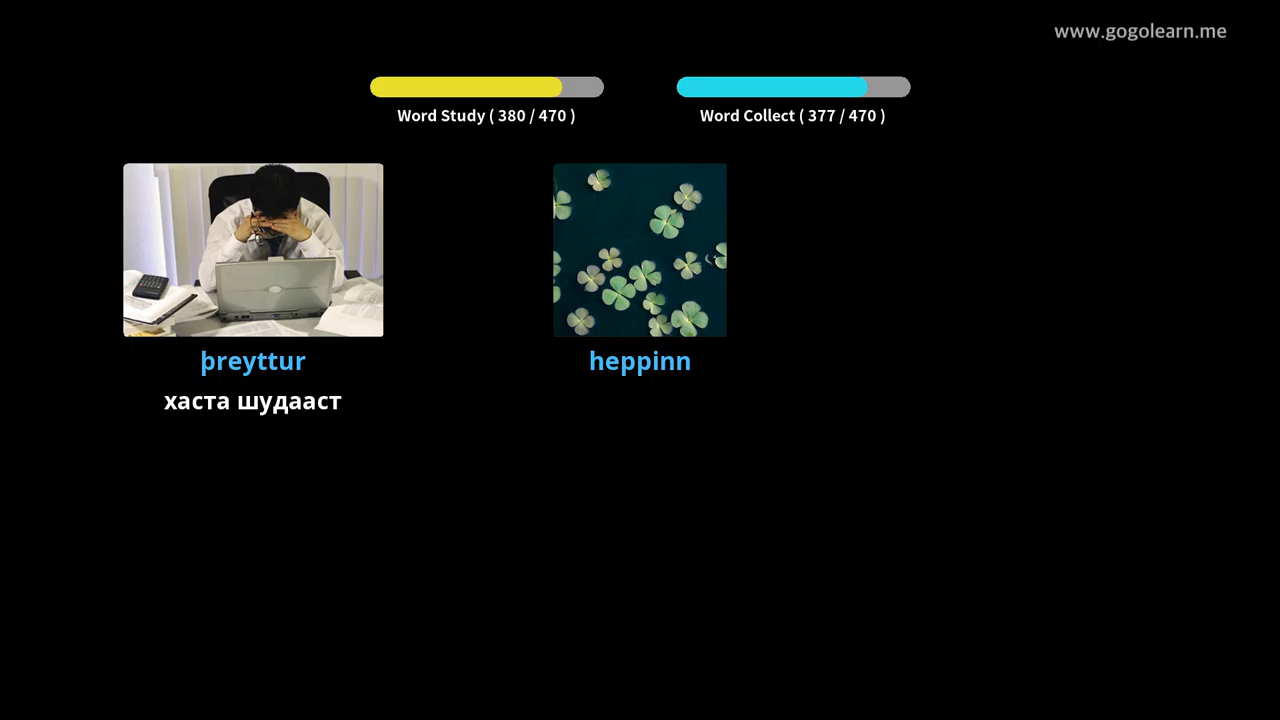 www.gogolearn.me
Word Study ( 380 / 470 )
Word Collect ( 377 / 470 )
þreyttur
heppinn
хаста шудааст